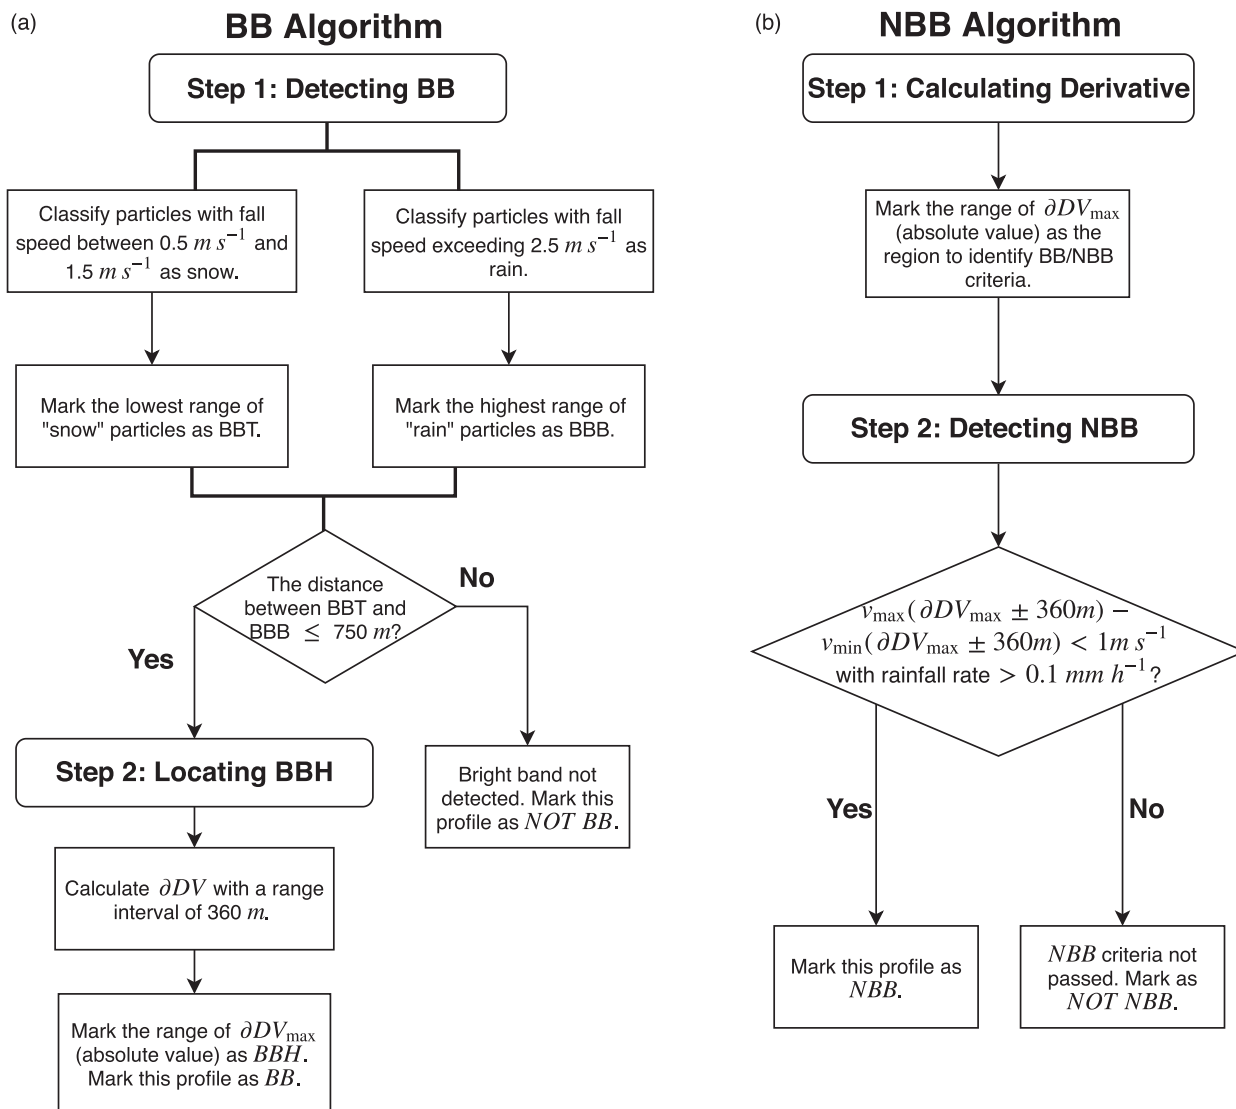 (a)
BB Algorithm
Step 1: Detecting BB
Classify particles with fall
speed between 0.5 m s⁻¹ and
1.5 m s⁻¹ as snow.
Classify particles with fall
speed exceeding 2.5 m s⁻¹ as
rain.
Mark the lowest range of
"snow" particles as BBT.
Mark the highest range of
"rain" particles as BBB.
The distance
between BBT and
BBB ≤ 750 m?
No
Yes
Step 2: Locating BBH
Bright band not
detected. Mark this
profile as NOT BB.
Calculate ∂DV with a range
interval of 360 m.
Mark the range of ∂DVmax
(absolute value) as BBH.
Mark this profile as BB.
(b)
NBB Algorithm
Step 1: Calculating Derivative
Mark the range of ∂DVmax
(absolute value) as the
region to identify BB/NBB
criteria.
Step 2: Detecting NBB
vmax(∂DVmax ± 360m) −
vmin(∂DVmax ± 360m) < 1m s⁻¹
with rainfall rate > 0.1 mm h⁻¹?
Yes
No
Mark this profile as
NBB.
NBB criteria not
passed. Mark as
NOT NBB.